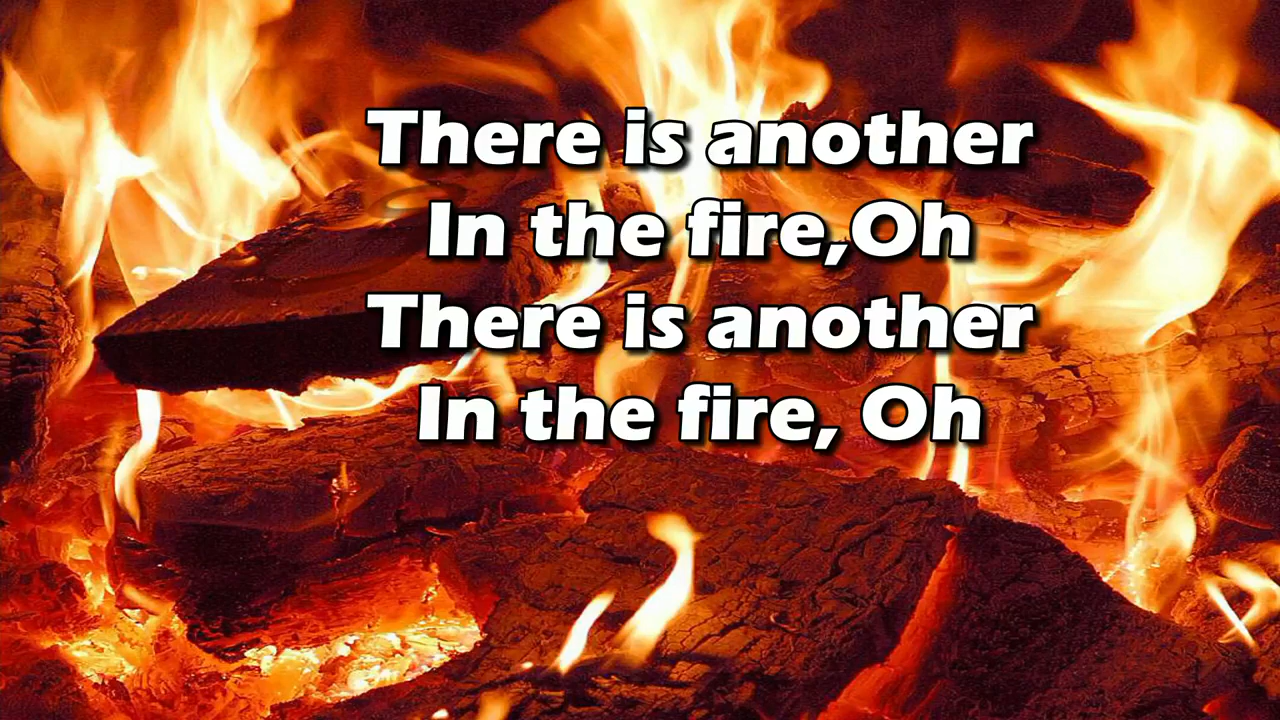 There is another
In the fire,Oh
There is another
In the fire, Oh